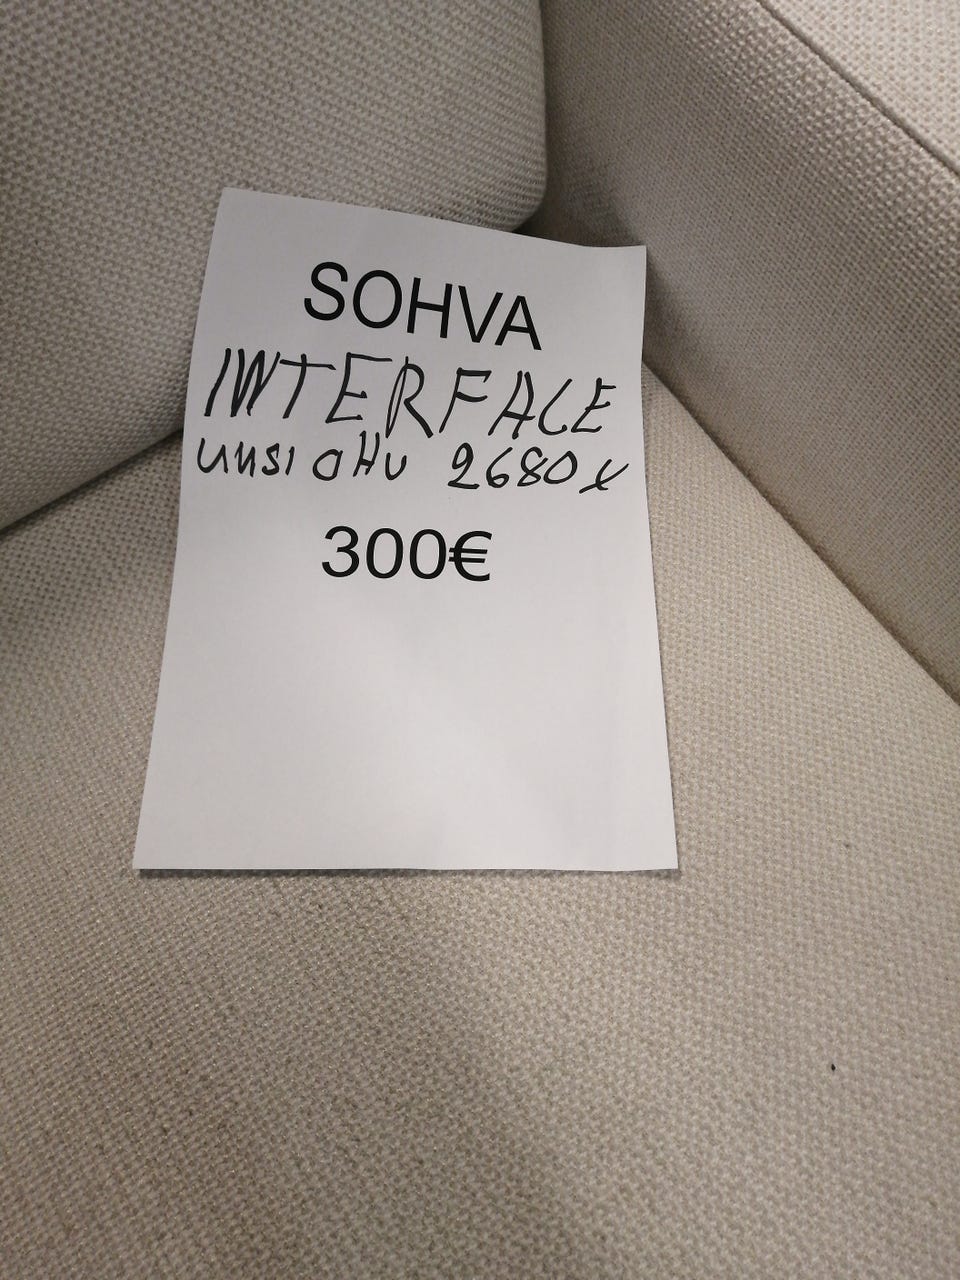 SOHVA
INTERFACE
uusi OHV 2680 x
300€